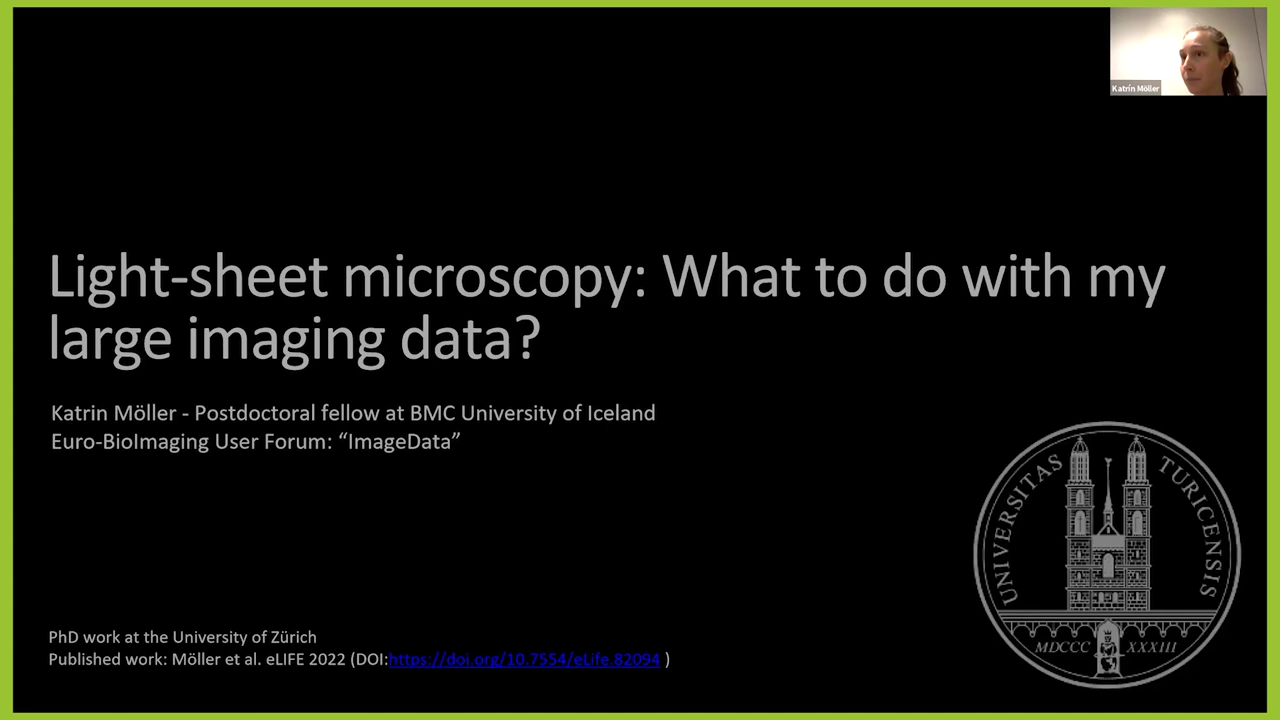 Katrín Möller
Light-sheet microscopy: What to do with my
large imaging data?
Katrin Möller - Postdoctoral fellow at BMC University of Iceland
Euro-BioImaging User Forum: “ImageData”
UNIVERSITAS TURICENSIS
MDCCC XXXIII
PhD work at the University of Zürich
Published work: Möller et al. eLIFE 2022 (DOI:https://doi.org/10.7554/eLife.82094 )